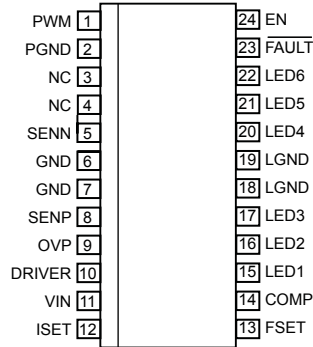 PWM 1 24 EN
PGND 2 23 FAULT
NC 3 22 LED6
NC 4 21 LED5
SENN 5 20 LED4
GND 6 19 LGND
GND 7 18 LGND
SENP 8 17 LED3
OVP 9 16 LED2
DRIVER 10 15 LED1
VIN 11 14 COMP
ISET 12 13 FSET